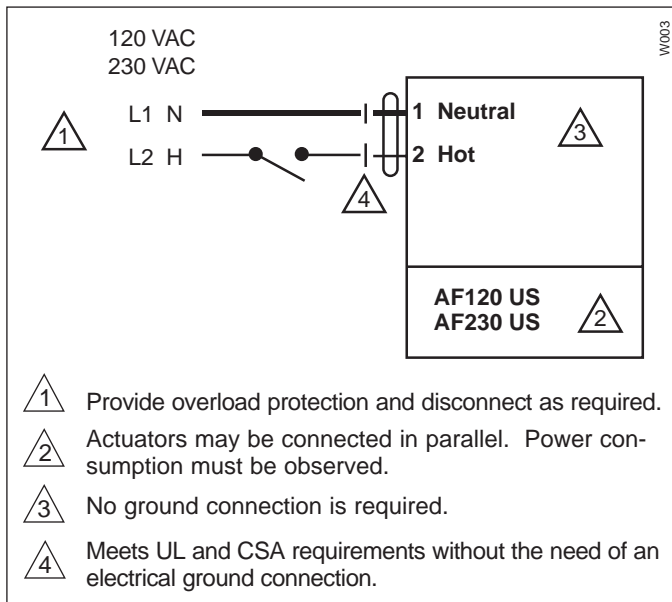 W003
120 VAC
230 VAC
1
L1 N
1 Neutral
3
L2 H
2 Hot
4
AF120 US
AF230 US
2
1 Provide overload protection and disconnect as required.
2 Actuators may be connected in parallel. Power con-
sumption must be observed.
3 No ground connection is required.
4 Meets UL and CSA requirements without the need of an
electrical ground connection.